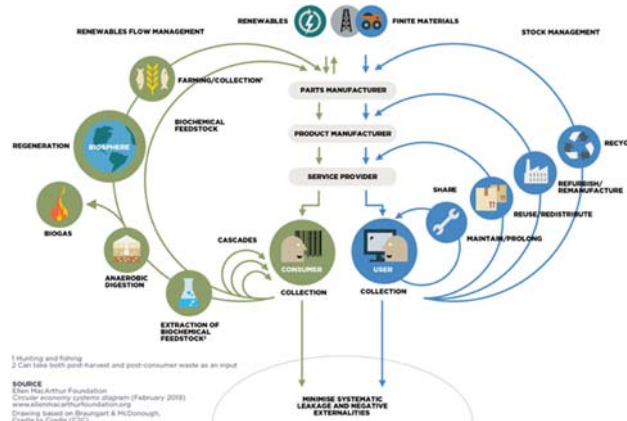 RENEWABLES
FINITE MATERIALS
RENEWABLES FLOW MANAGEMENT
STOCK MANAGEMENT
FARMING/COLLECTION¹
PARTS MANUFACTURER
BIOCHEMICAL
FEEDSTOCK
PRODUCT MANUFACTURER
REGENERATION
BIOSPHERE
RECYC
SERVICE PROVIDER
REFURBISH/
REMANUFACTURE
SHARE
REUSE/REDISTRIBUTE
BIOGAS
CASCADES
MAINTAIN/PROLONG
CONSUMER
USER
ANAEROBIC
DIGESTION
COLLECTION
COLLECTION
EXTRACTION OF
BIOCHEMICAL
FEEDSTOCK²
1 Hunting and fishing
2 Can take both post-harvest and post-consumer waste as an input
SOURCE
Ellen MacArthur Foundation
Circular economy systems diagram (February 2019)
www.ellenmacarthurfoundation.org
Drawing based on Braungart & McDonough,
Cradle to Cradle (C2C)
MINIMISE SYSTEMATIC
LEAKAGE AND NEGATIVE
EXTERNALITIES